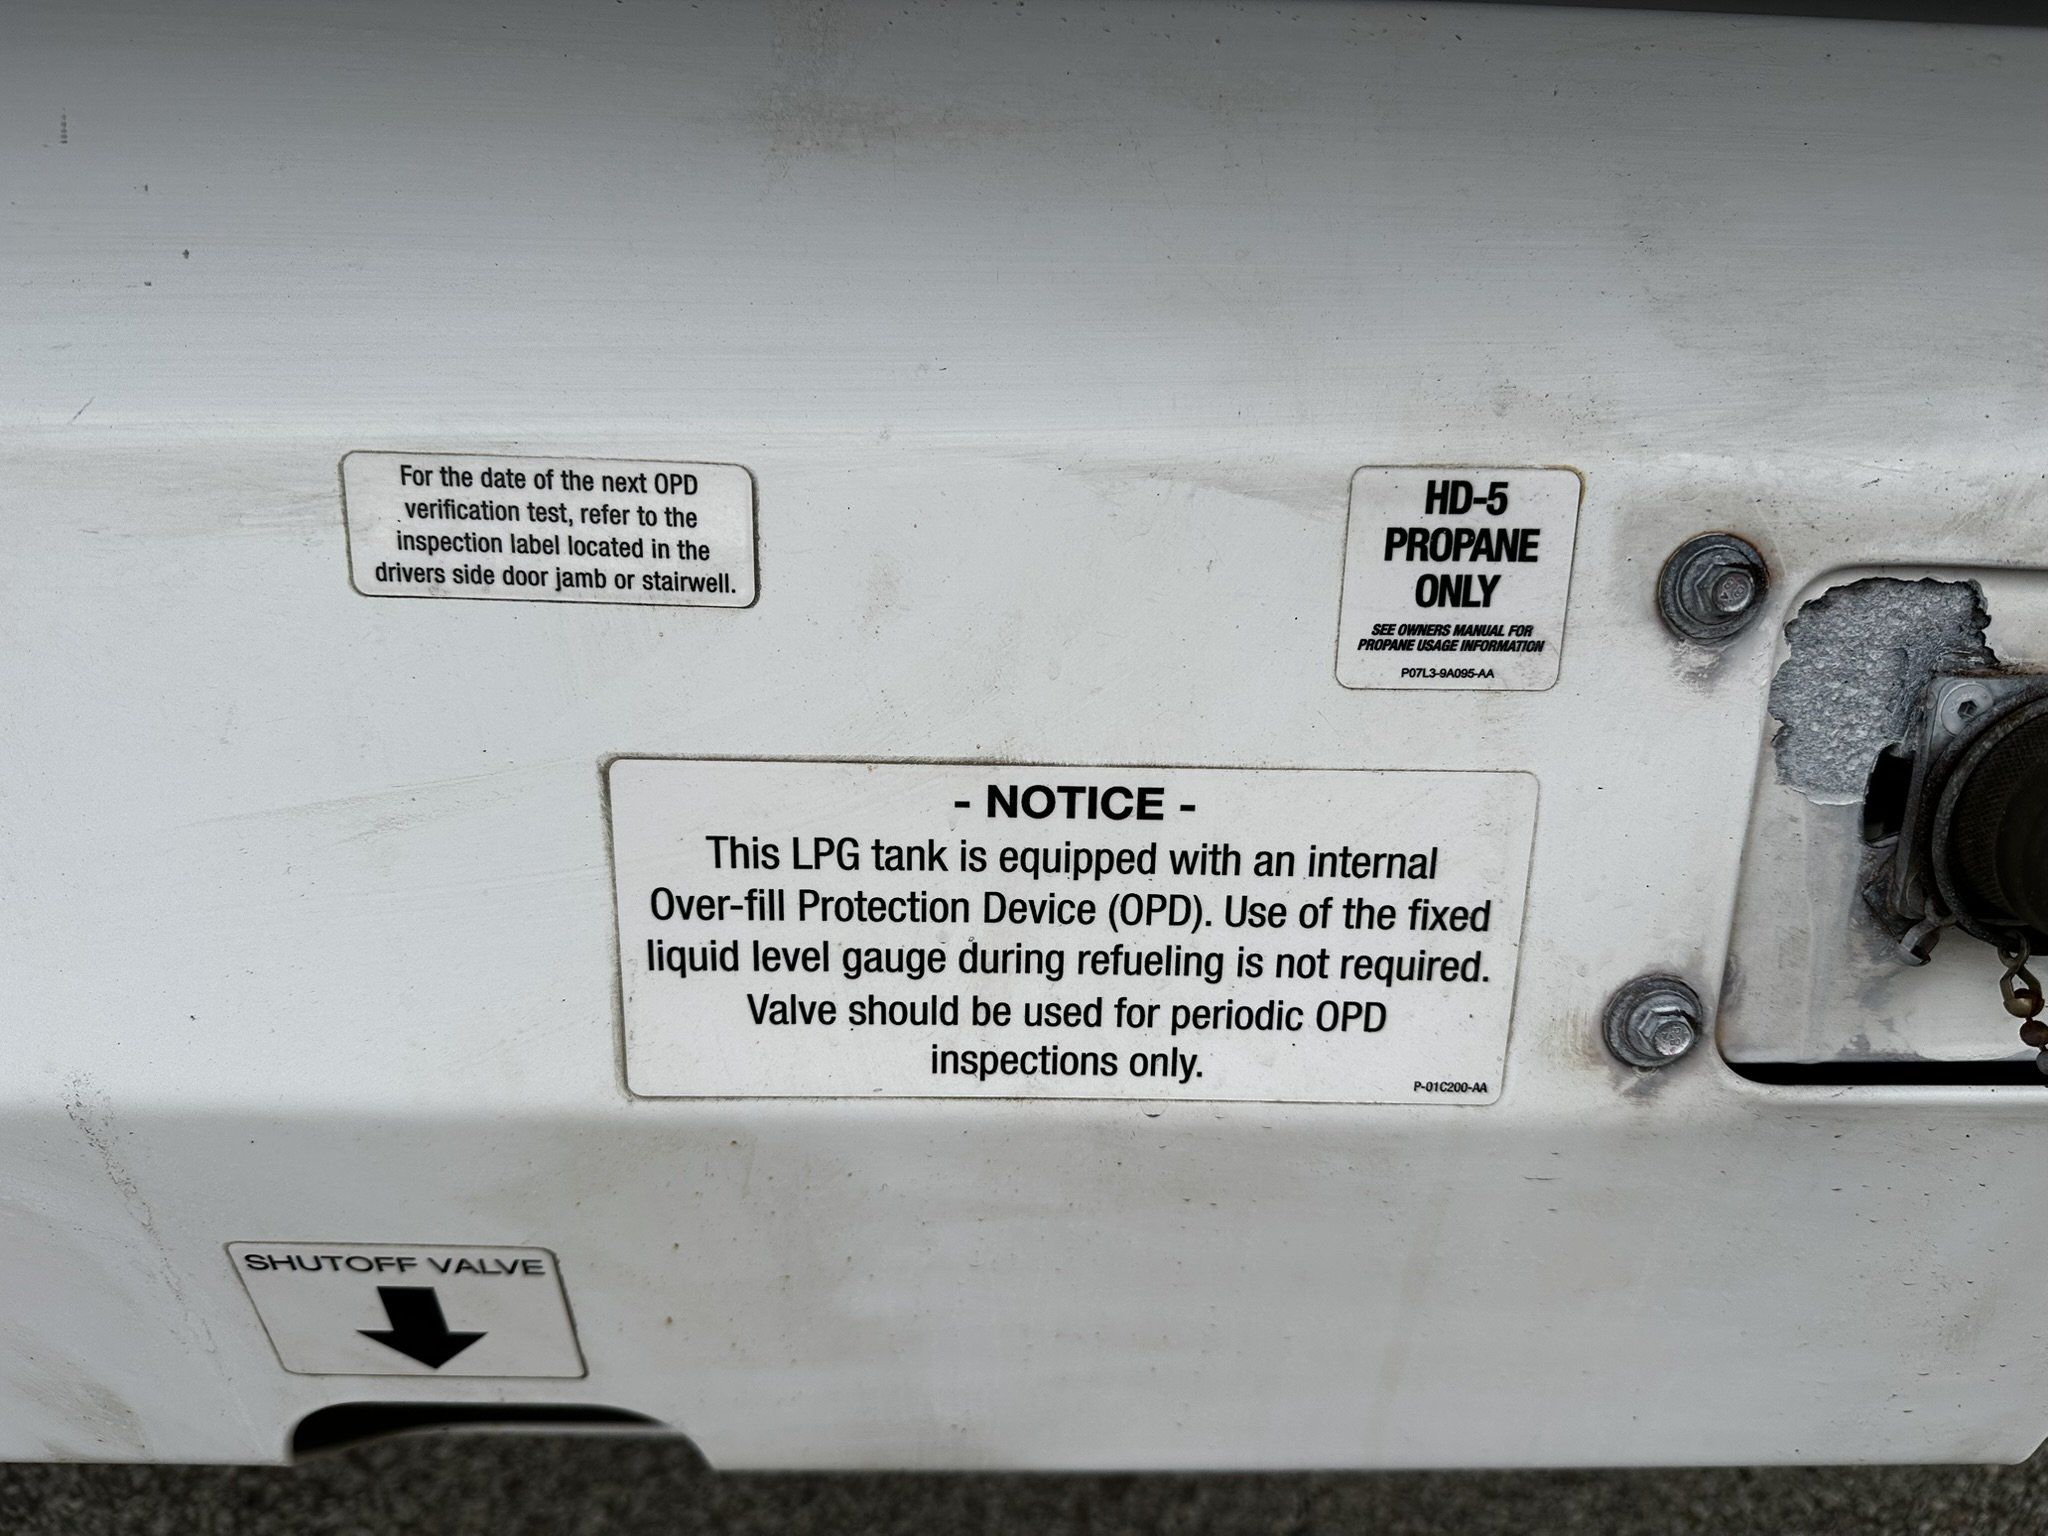 For the date of the next OPD
verification test, refer to the
inspection label located in the
drivers side door jamb or stairwell.
HD-5
PROPANE
ONLY
SEE OWNERS MANUAL FOR
PROPANE USAGE INFORMATION
P07L3-9A095-AA
- NOTICE -
This LPG tank is equipped with an internal
Over-fill Protection Device (OPD). Use of the fixed
liquid level gauge during refueling is not required.
Valve should be used for periodic OPD
inspections only.
P-01C200-AA
SHUTOFF VALVE